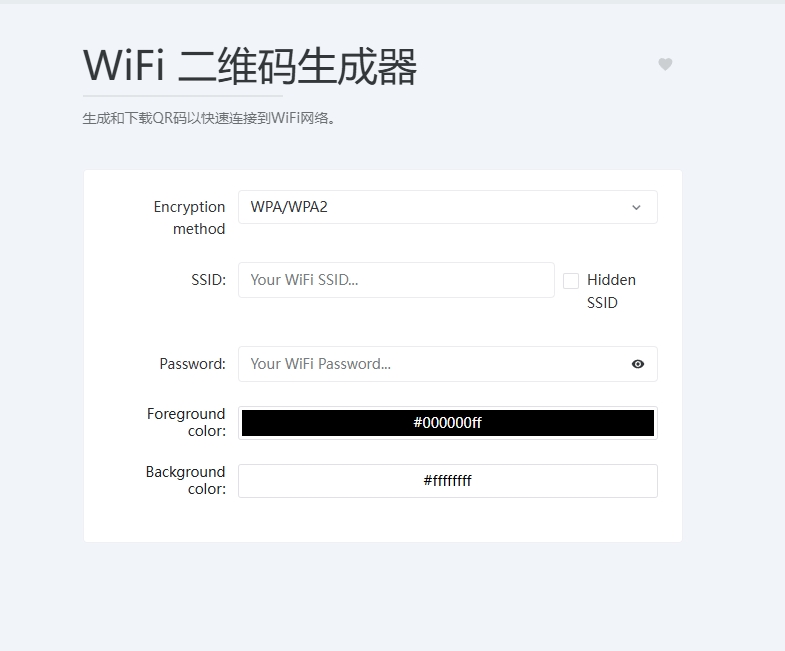 WiFi 二维码生成器
生成和下载QR码以快速连接到WiFi网络。
Encryption method
WPA/WPA2
SSID:
Your WiFi SSID...
Hidden SSID
Password:
Your WiFi Password...
Foreground color:
#000000ff
Background color:
#ffffffff